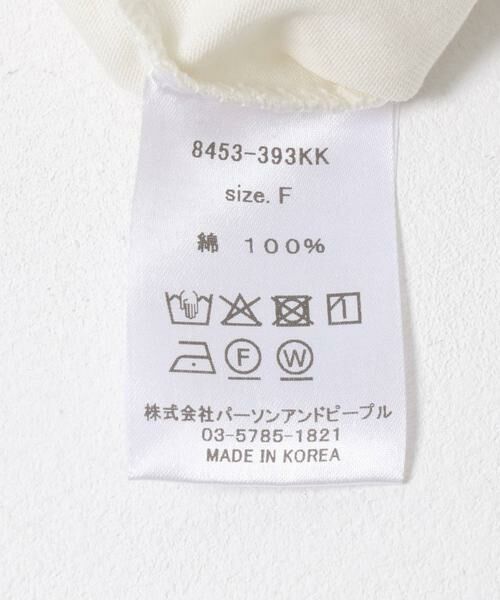 8453-393KK
size. F
綿 100%
F W
株式会社パーソンアンドピープル
03-5785-1821
MADE IN KOREA